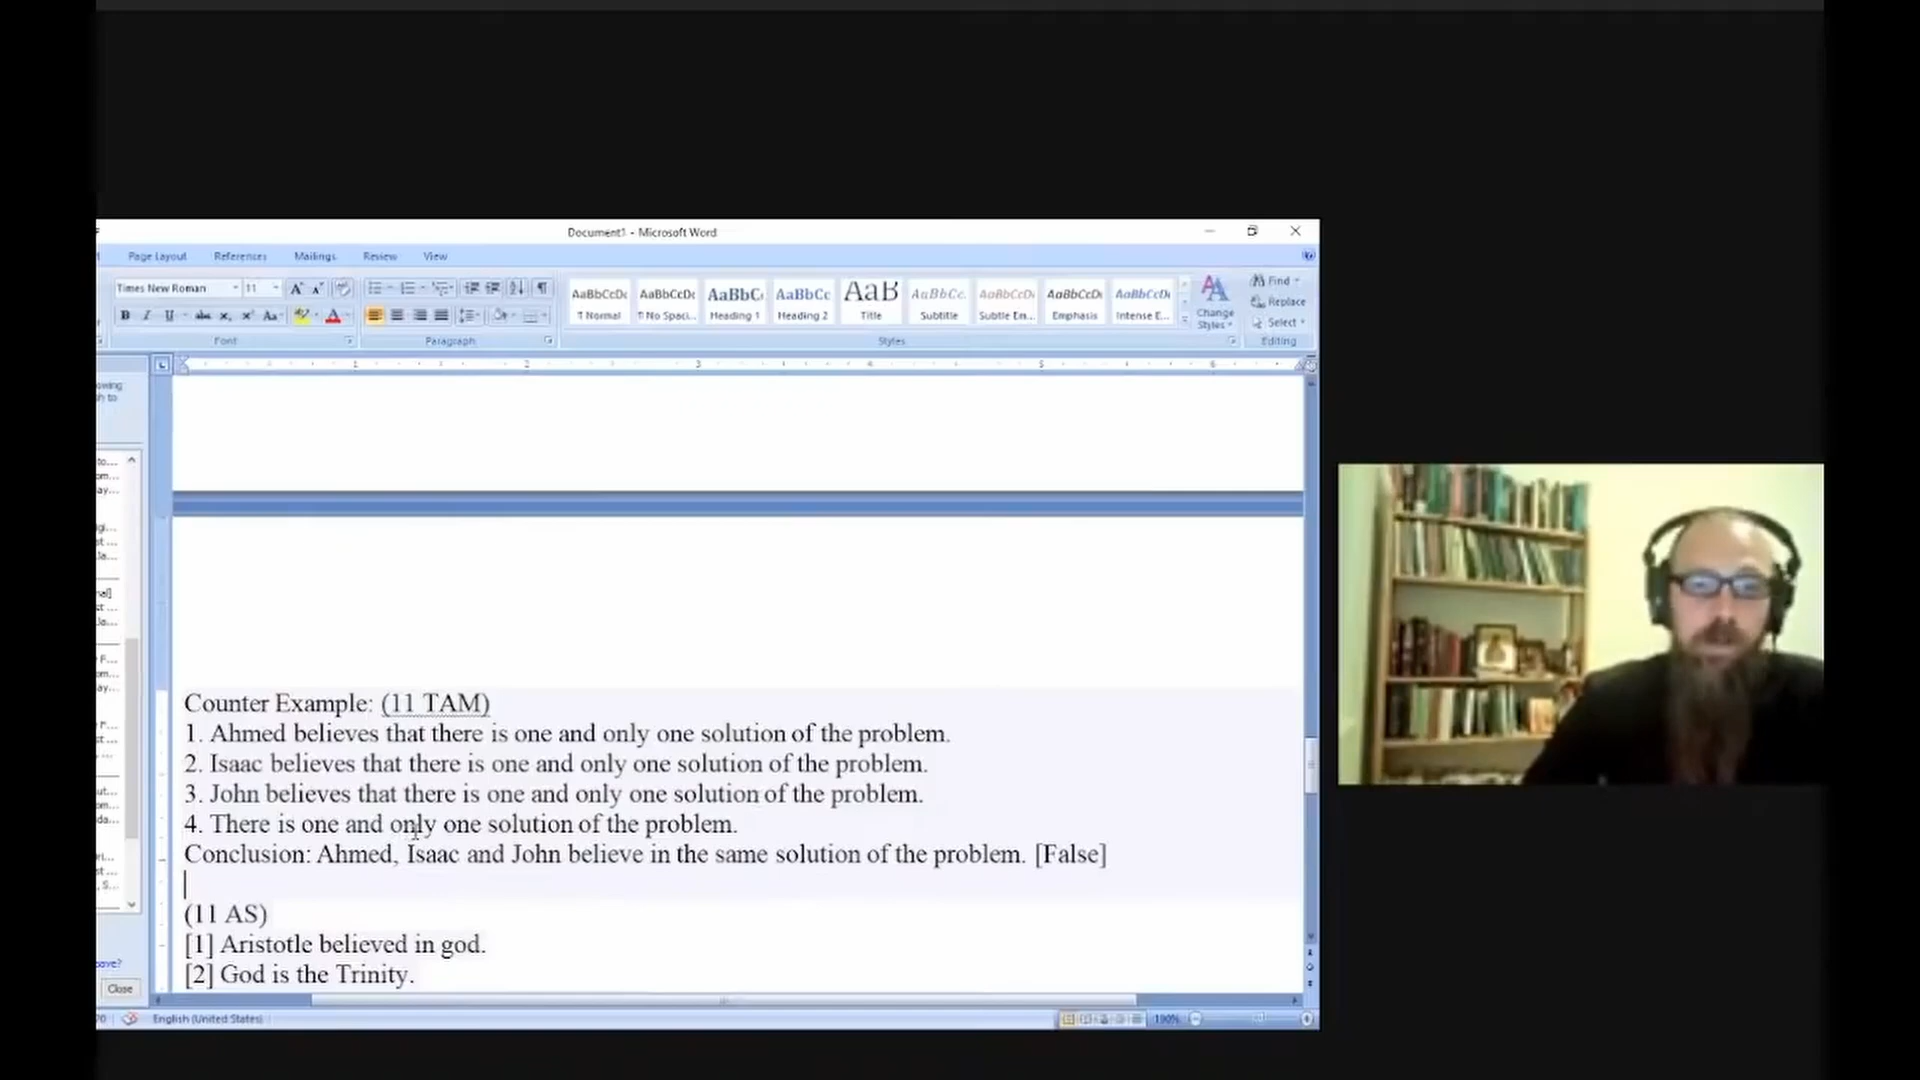 Document1 - Microsoft Word
Page Layout References Mailings Review View
Times New Roman 11
AaBbCcDc AaBbCcDc AaBbC AaBbCc AaB AaBbCc. AaBbCcDc AaBbCcDc AaBbCcDc
¶ Normal ¶ No Spaci... Heading 1 Heading 2 Title Subtitle Subtle Em... Emphasis Intense E...
Change Styles
Find
Replace
Select
Font Paragraph Styles Editing
Counter Example: (11 TAM)
1. Ahmed believes that there is one and only one solution of the problem.
2. Isaac believes that there is one and only one solution of the problem.
3. John believes that there is one and only one solution of the problem.
4. There is one and only one solution of the problem.
Conclusion: Ahmed, Isaac and John believe in the same solution of the problem. [False]
(11 AS)
[1] Aristotle believed in god.
[2] God is the Trinity.
Close
English (United States) 100%